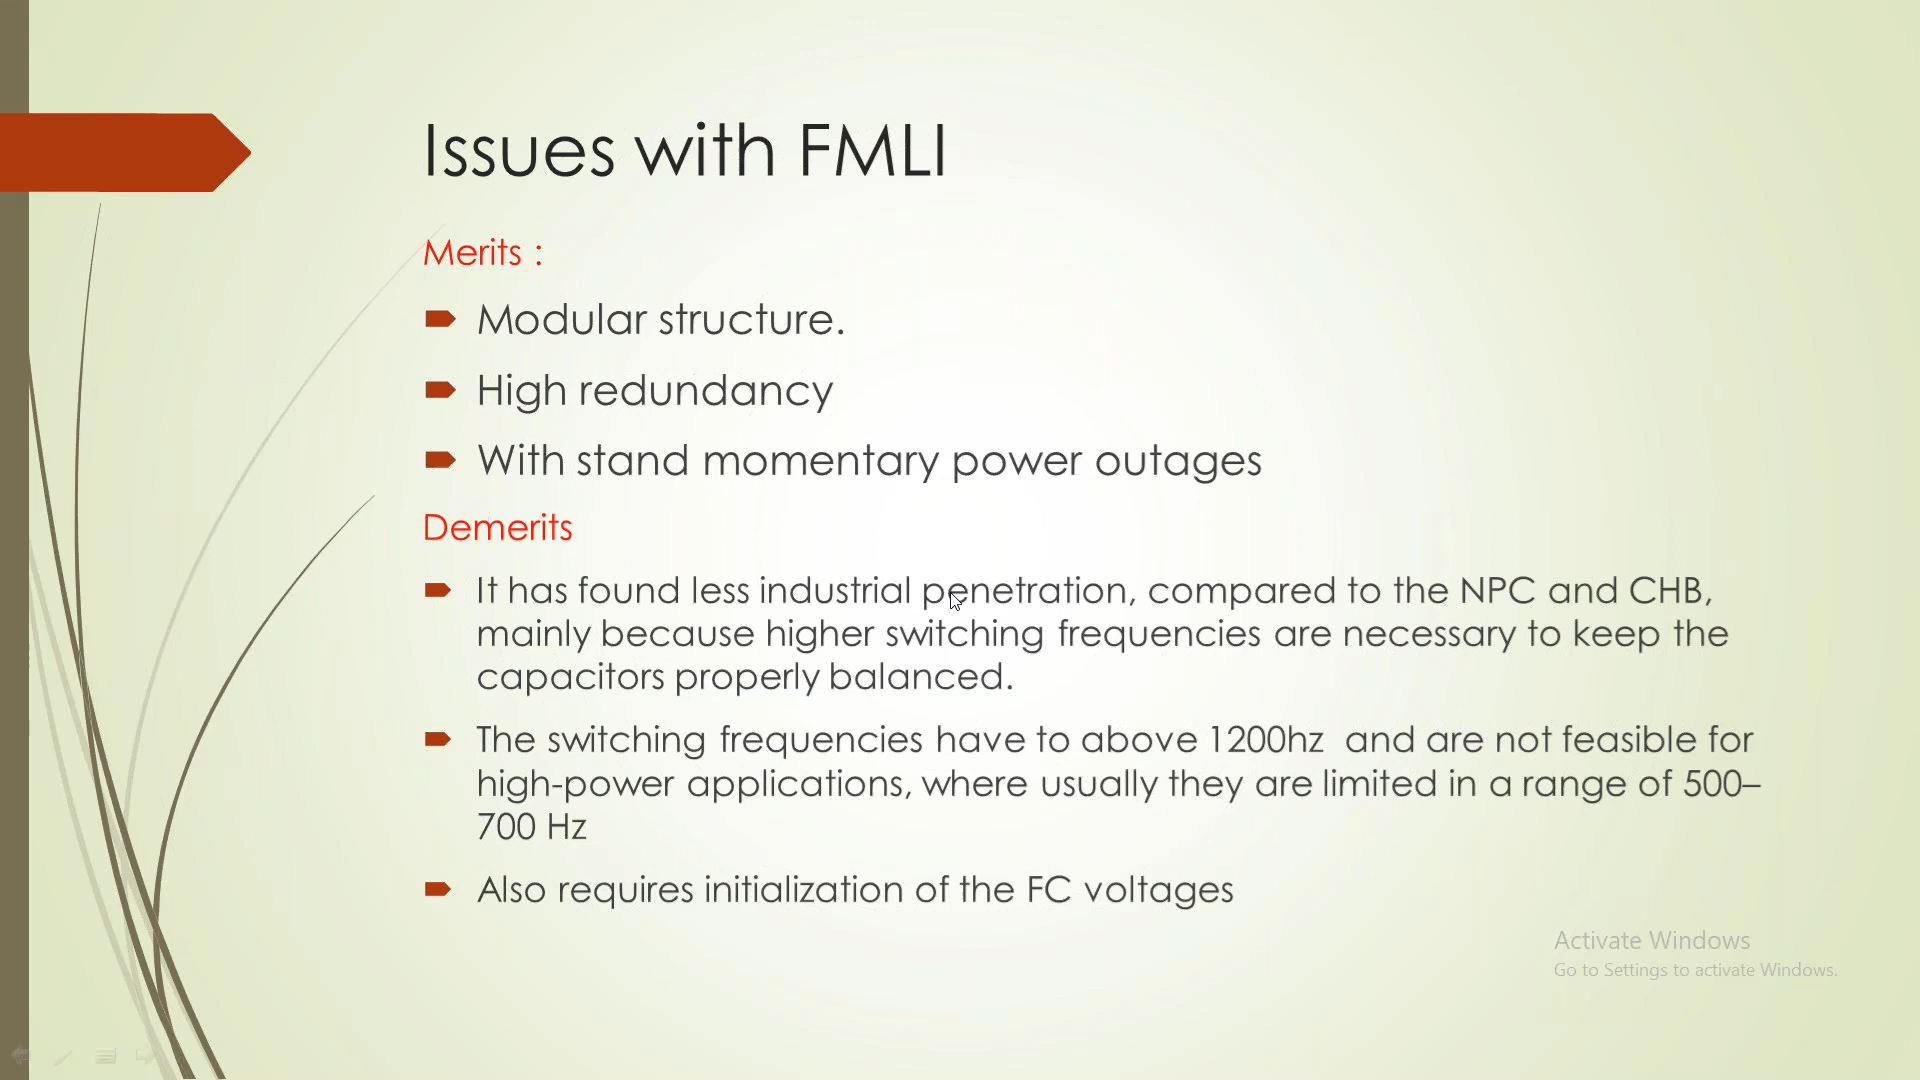 Issues with FMLI
Merits :
Modular structure.
High redundancy
With stand momentary power outages
Demerits
It has found less industrial penetration, compared to the NPC and CHB,
mainly because higher switching frequencies are necessary to keep the
capacitors properly balanced.
The switching frequencies have to above 1200hz  and are not feasible for
high-power applications, where usually they are limited in a range of 500–
700 Hz
Also requires initialization of the FC voltages
Activate Windows
Go to Settings to activate Windows.